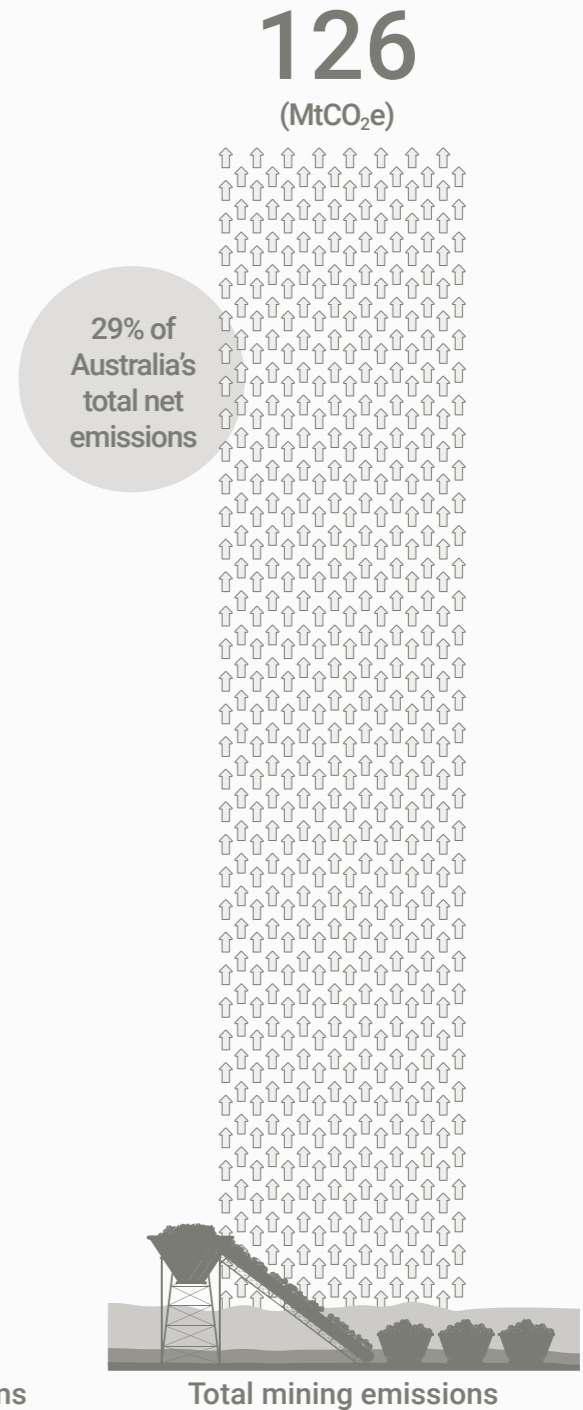 126
(MtCO₂e)
29% of
Australia's
total net
emissions
Total mining emissions